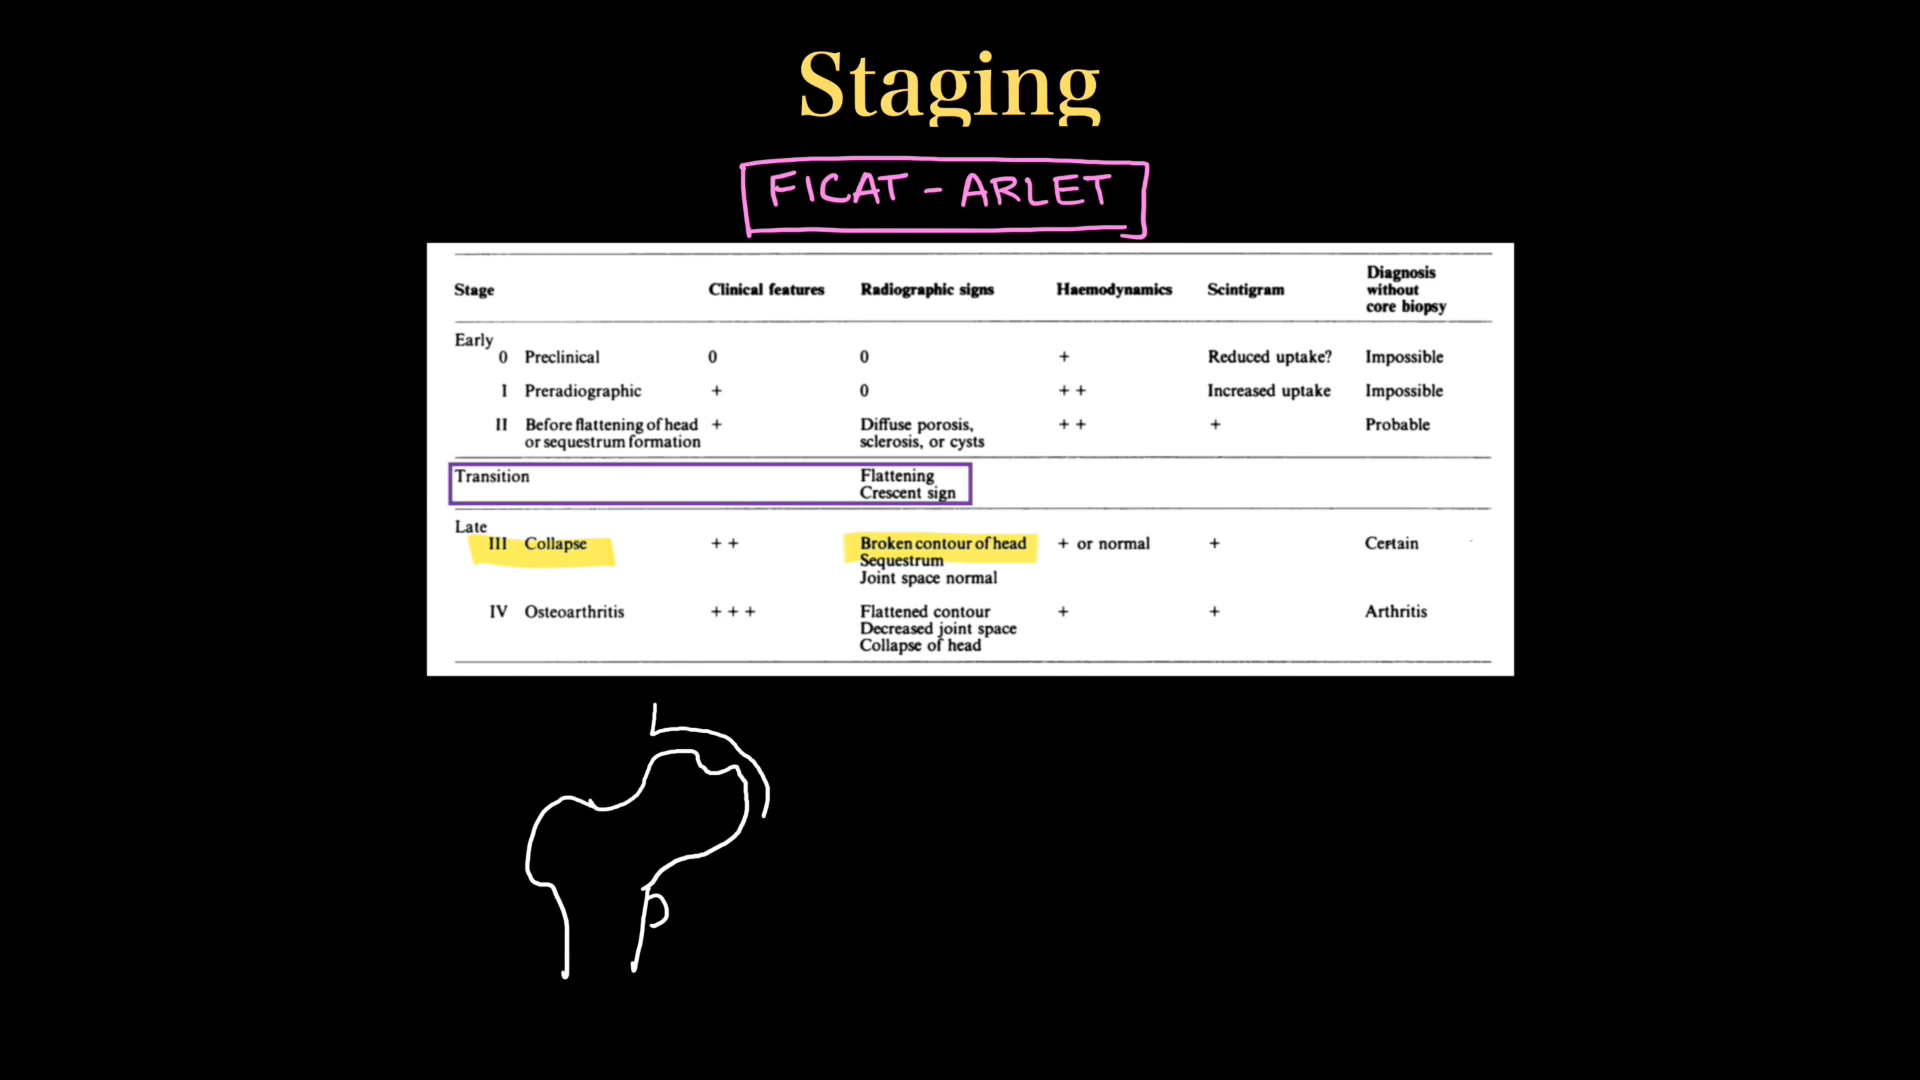 Staging
FICAT - ARLET
Stage Clinical features Radiographic signs Haemodynamics Scintigram Diagnosis without core biopsy
Early
0 Preclinical 0 0 + Reduced uptake? Impossible
I Preradiographic + 0 + + Increased uptake Impossible
II Before flattening of head + Diffuse porosis, + + + Probable
or sequestrum formation sclerosis, or cysts
Transition Flattening
Crescent sign
Late
III Collapse + + Broken contour of head + or normal + Certain
Sequestrum
Joint space normal
IV Osteoarthritis + + + Flattened contour + + Arthritis
Decreased joint space
Collapse of head